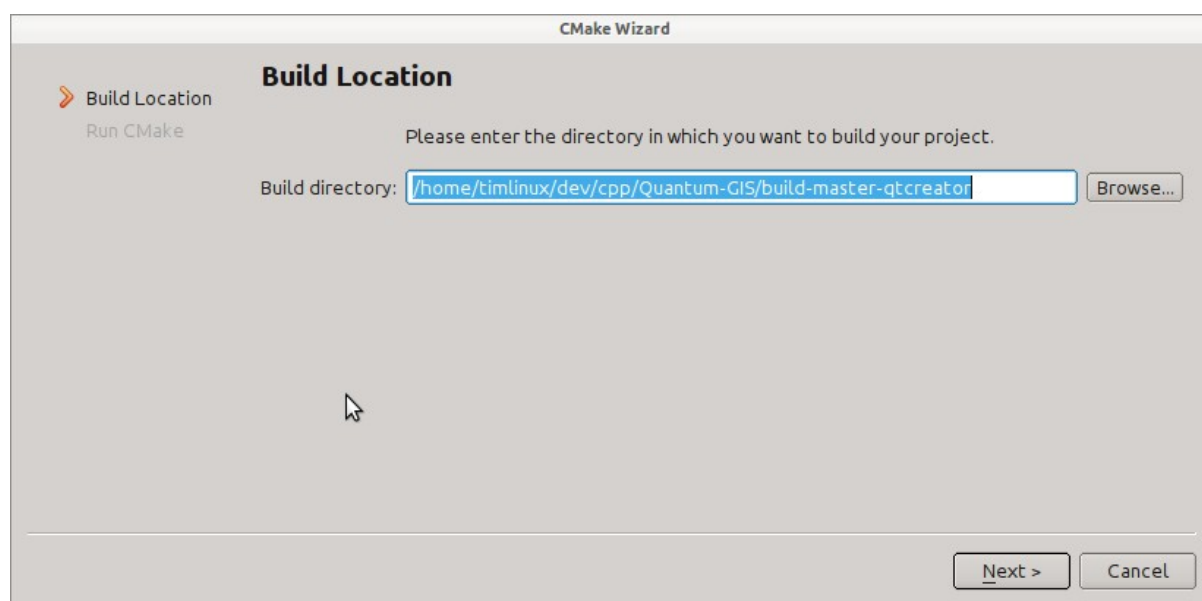 CMake Wizard
Build Location
Run CMake
Build Location
Please enter the directory in which you want to build your project.
Build directory: /home/timlinux/dev/cpp/Quantum-GIS/build-master-qtcreator Browse...
Next > Cancel